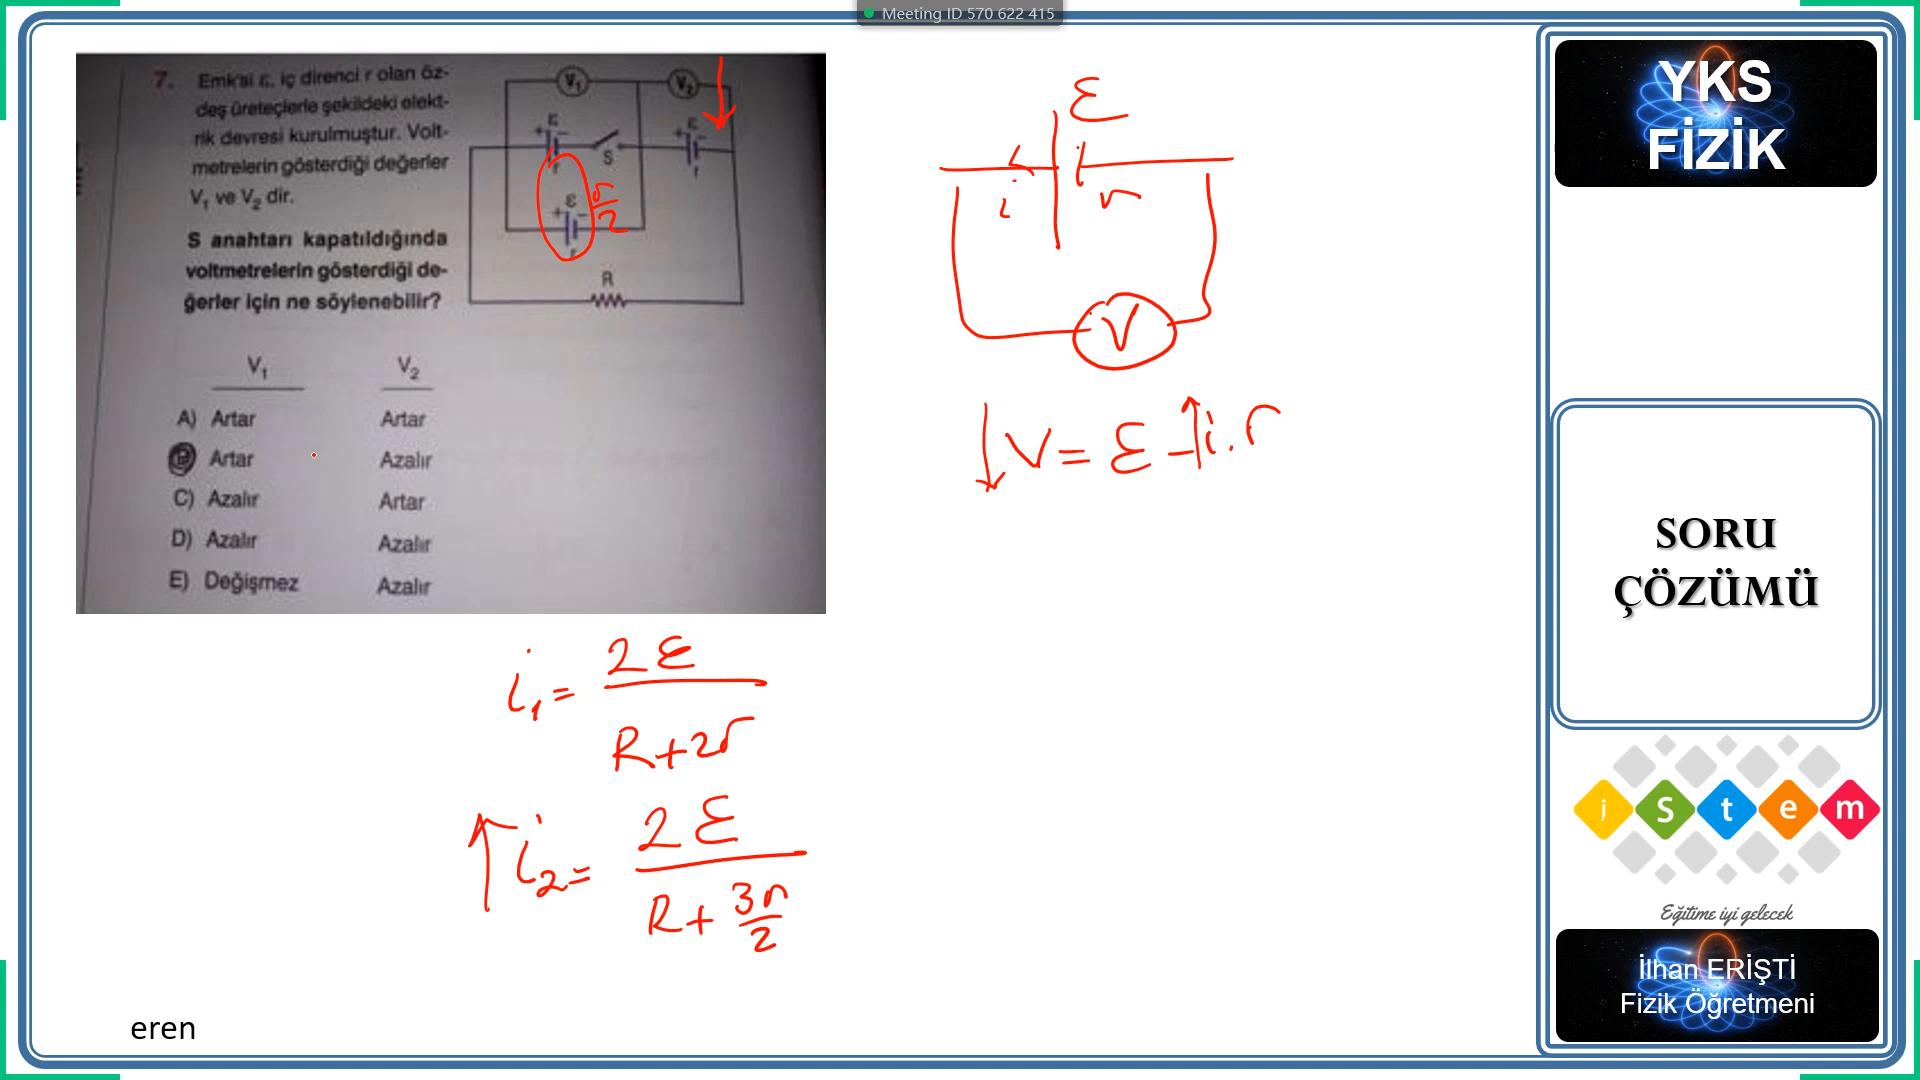 Meeting ID 570 622 415
7. Emk'si ε, iç direnci r olan öz-
deş üreteçlerle şekildeki elekt-
rik devresi kurulmuştur. Volt-
metrelerin gösterdiği değerler
V₁ ve V₂ dir.
S anahtarı kapatıldığında
voltmetrelerin gösterdiği de-
ğerler için ne söylenebilir?
V₁ V₂
A) Artar Artar
B) Artar Azalır
C) Azalır Artar
D) Azalır Azalır
E) Değişmez Azalır
V₁ V₂
ε ε
+ - S + -
r r
ε
+ -
r
r/2
R
ε
i r
V
↓V = ε - ↑i.r
i₁ = 2ε / R+2r
↑i₂ = 2ε / R + 3r/2
eren
YKS
FİZİK
SORU
ÇÖZÜMÜ
i S t e m
Eğitime iyi gelecek
İlhan ERİŞTİ
Fizik Öğretmeni